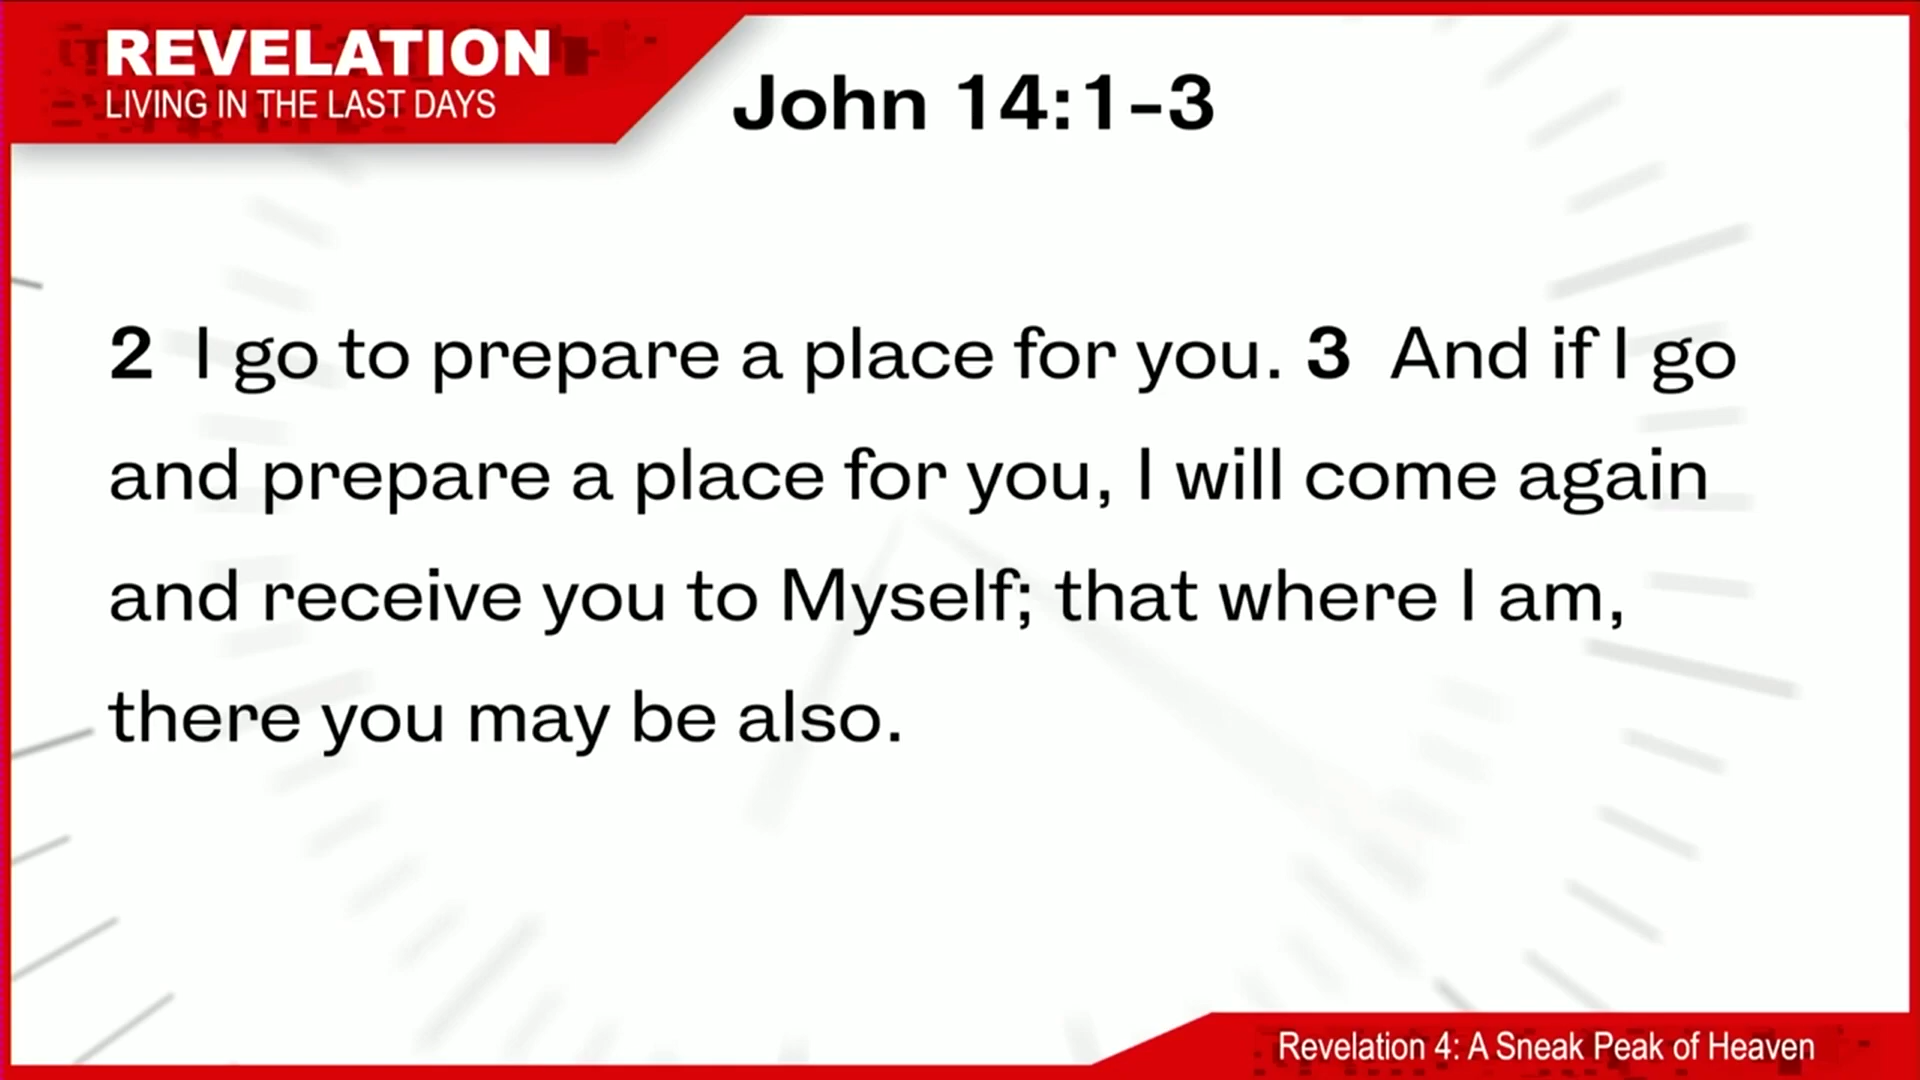 REVELATION
LIVING IN THE LAST DAYS
John 14:1-3
2 I go to prepare a place for you. 3 And if I go
and prepare a place for you, I will come again
and receive you to Myself; that where I am,
there you may be also.
Revelation 4: A Sneak Peak of Heaven